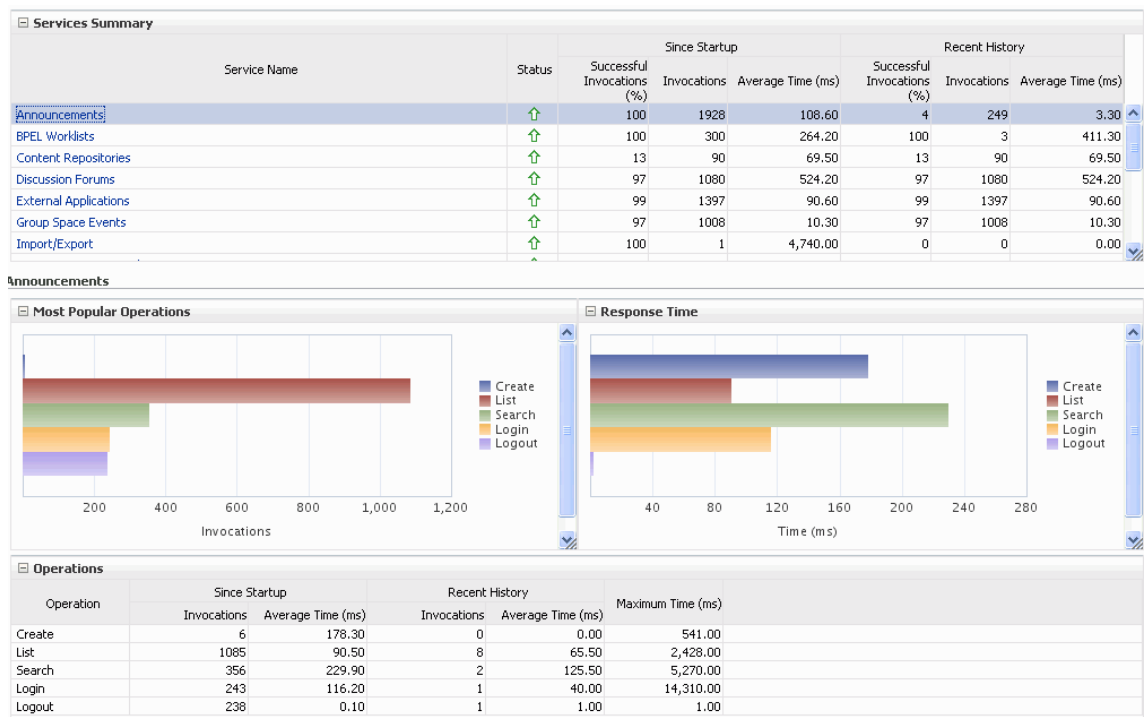 Services Summary
Since Startup Recent History
Service Name Status Successful Invocations (%) Invocations Average Time (ms) Successful Invocations (%) Invocations Average Time (ms)
Announcements 100 1928 108.60 4 249 3.30
BPEL Worklists 100 300 264.20 100 3 411.30
Content Repositories 13 90 69.50 13 90 69.50
Discussion Forums 97 1080 524.20 97 1080 524.20
External Applications 99 1397 90.60 99 1397 90.60
Group Space Events 97 1008 10.30 97 1008 10.30
Import/Export 100 1 4,740.00 0 0 0.00
Announcements
Most Popular Operations
Create
List
Search
Login
Logout
200 400 600 800 1,000 1,200
Invocations
Response Time
Create
List
Search
Login
Logout
40 80 120 160 200 240 280
Time (ms)
Operations
Operation Since Startup Recent History Maximum Time (ms)
Invocations Average Time (ms) Invocations Average Time (ms)
Create 6 178.30 0 0.00 541.00
List 1085 90.50 8 65.50 2,428.00
Search 356 229.90 2 125.50 5,270.00
Login 243 116.20 1 40.00 14,310.00
Logout 238 0.10 1 1.00 1.00